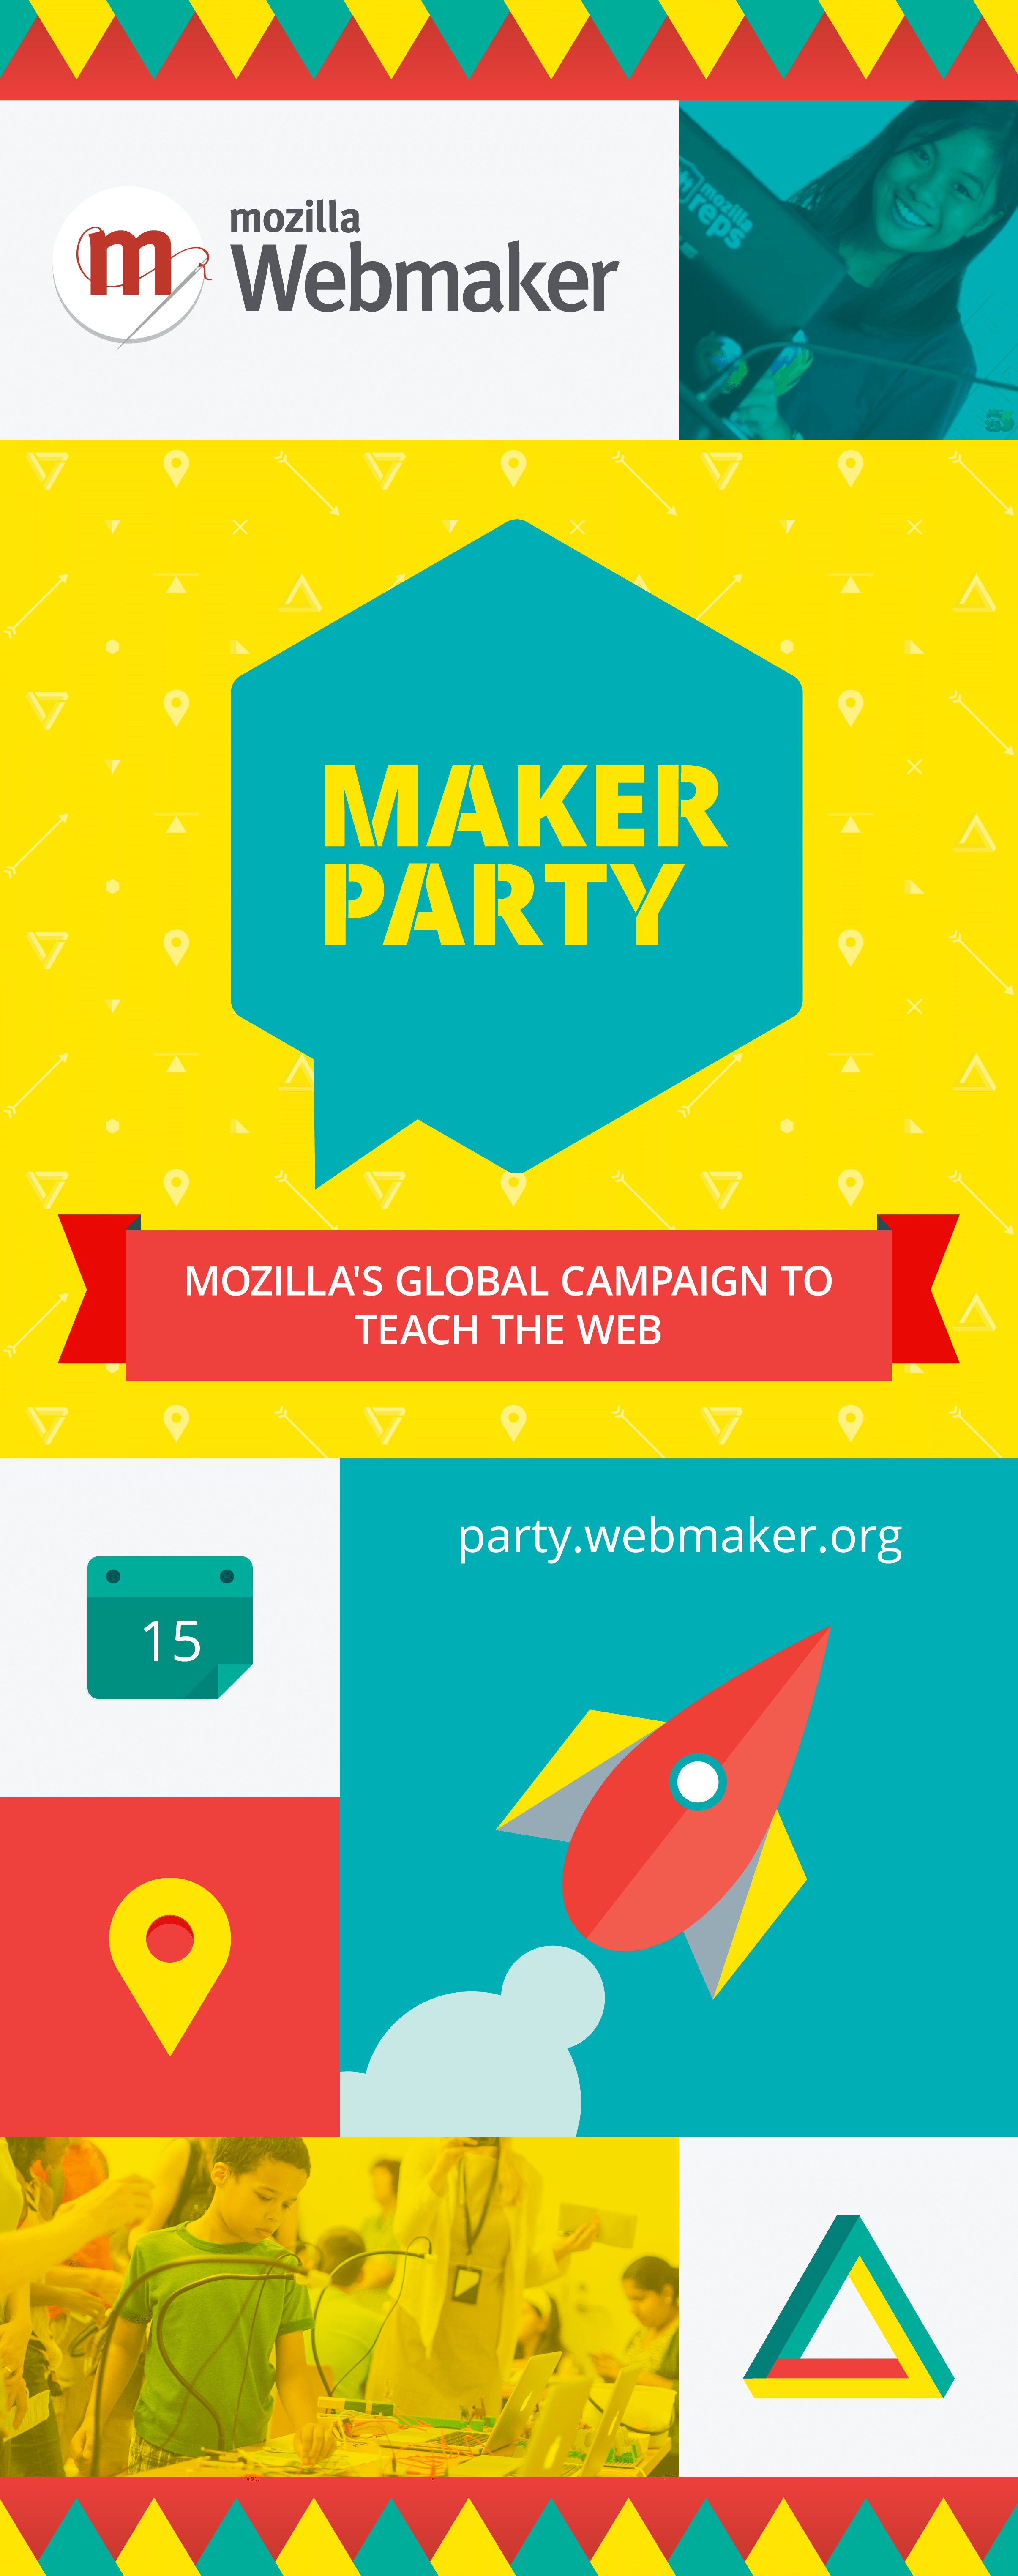 mozilla
Webmaker
m
mozilla
reps
MAKER
PARTY
MOZILLA'S GLOBAL CAMPAIGN TO
TEACH THE WEB
party.webmaker.org
15